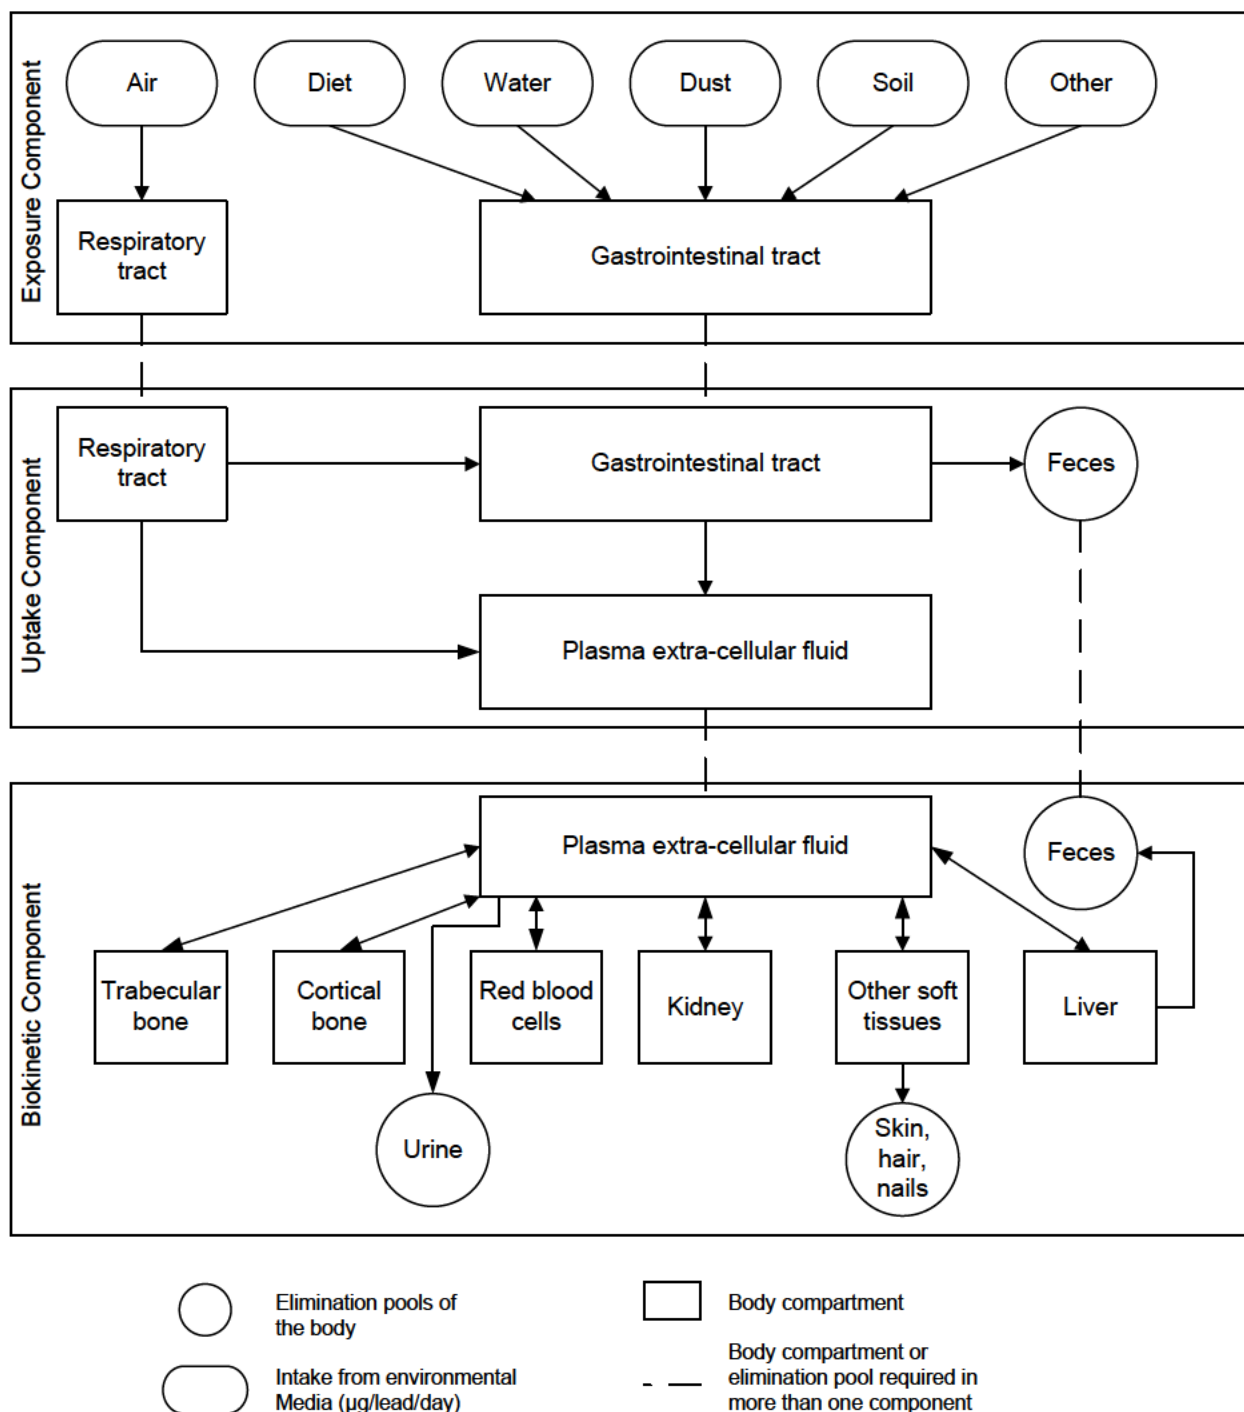 Exposure Component
Air
Diet
Water
Dust
Soil
Other
Respiratory
tract
Gastrointestinal tract
Uptake Component
Respiratory
tract
Gastrointestinal tract
Feces
Plasma extra-cellular fluid
Biokinetic Component
Plasma extra-cellular fluid
Feces
Trabecular
bone
Cortical
bone
Red blood
cells
Kidney
Other soft
tissues
Liver
Urine
Skin,
hair,
nails
Elimination pools of
the body
Body compartment
Intake from environmental
Media (µg/lead/day)
Body compartment or
elimination pool required in
more than one component